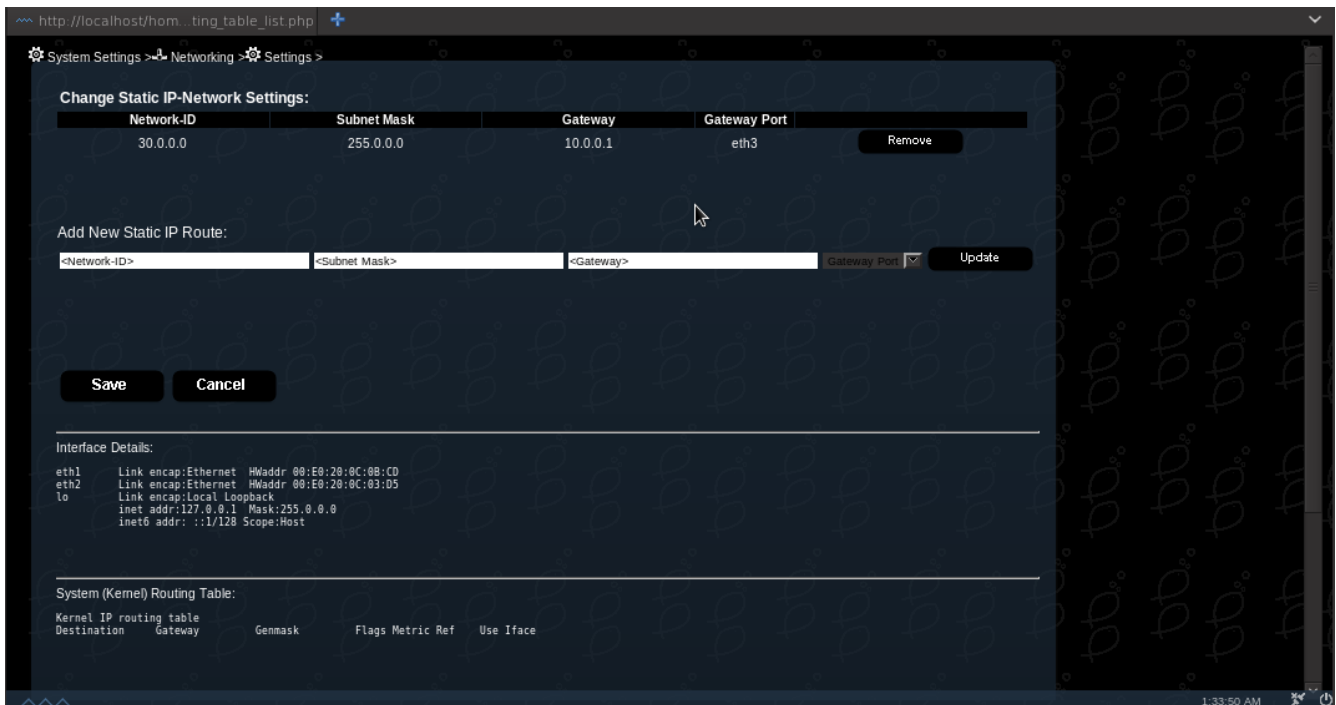 http://localhost/hom...ting_table_list.php
System Settings > Networking > Settings >
Change Static IP-Network Settings:
Network-ID Subnet Mask Gateway Gateway Port
30.0.0.0 255.0.0.0 10.0.0.1 eth3 Remove
Add New Static IP Route:
<Network-ID> <Subnet Mask> <Gateway> Gateway Port Update
Save Cancel
Interface Details:
eth1 Link encap:Ethernet HWaddr 00:E0:20:0C:0B:CD
eth2 Link encap:Ethernet HWaddr 00:E0:20:0C:03:D5
lo Link encap:Local Loopback
inet addr:127.0.0.1 Mask:255.0.0.0
inet6 addr: ::1/128 Scope:Host
System (Kernel) Routing Table:
Kernel IP routing table
Destination Gateway Genmask Flags Metric Ref Use Iface
1:33:50 AM